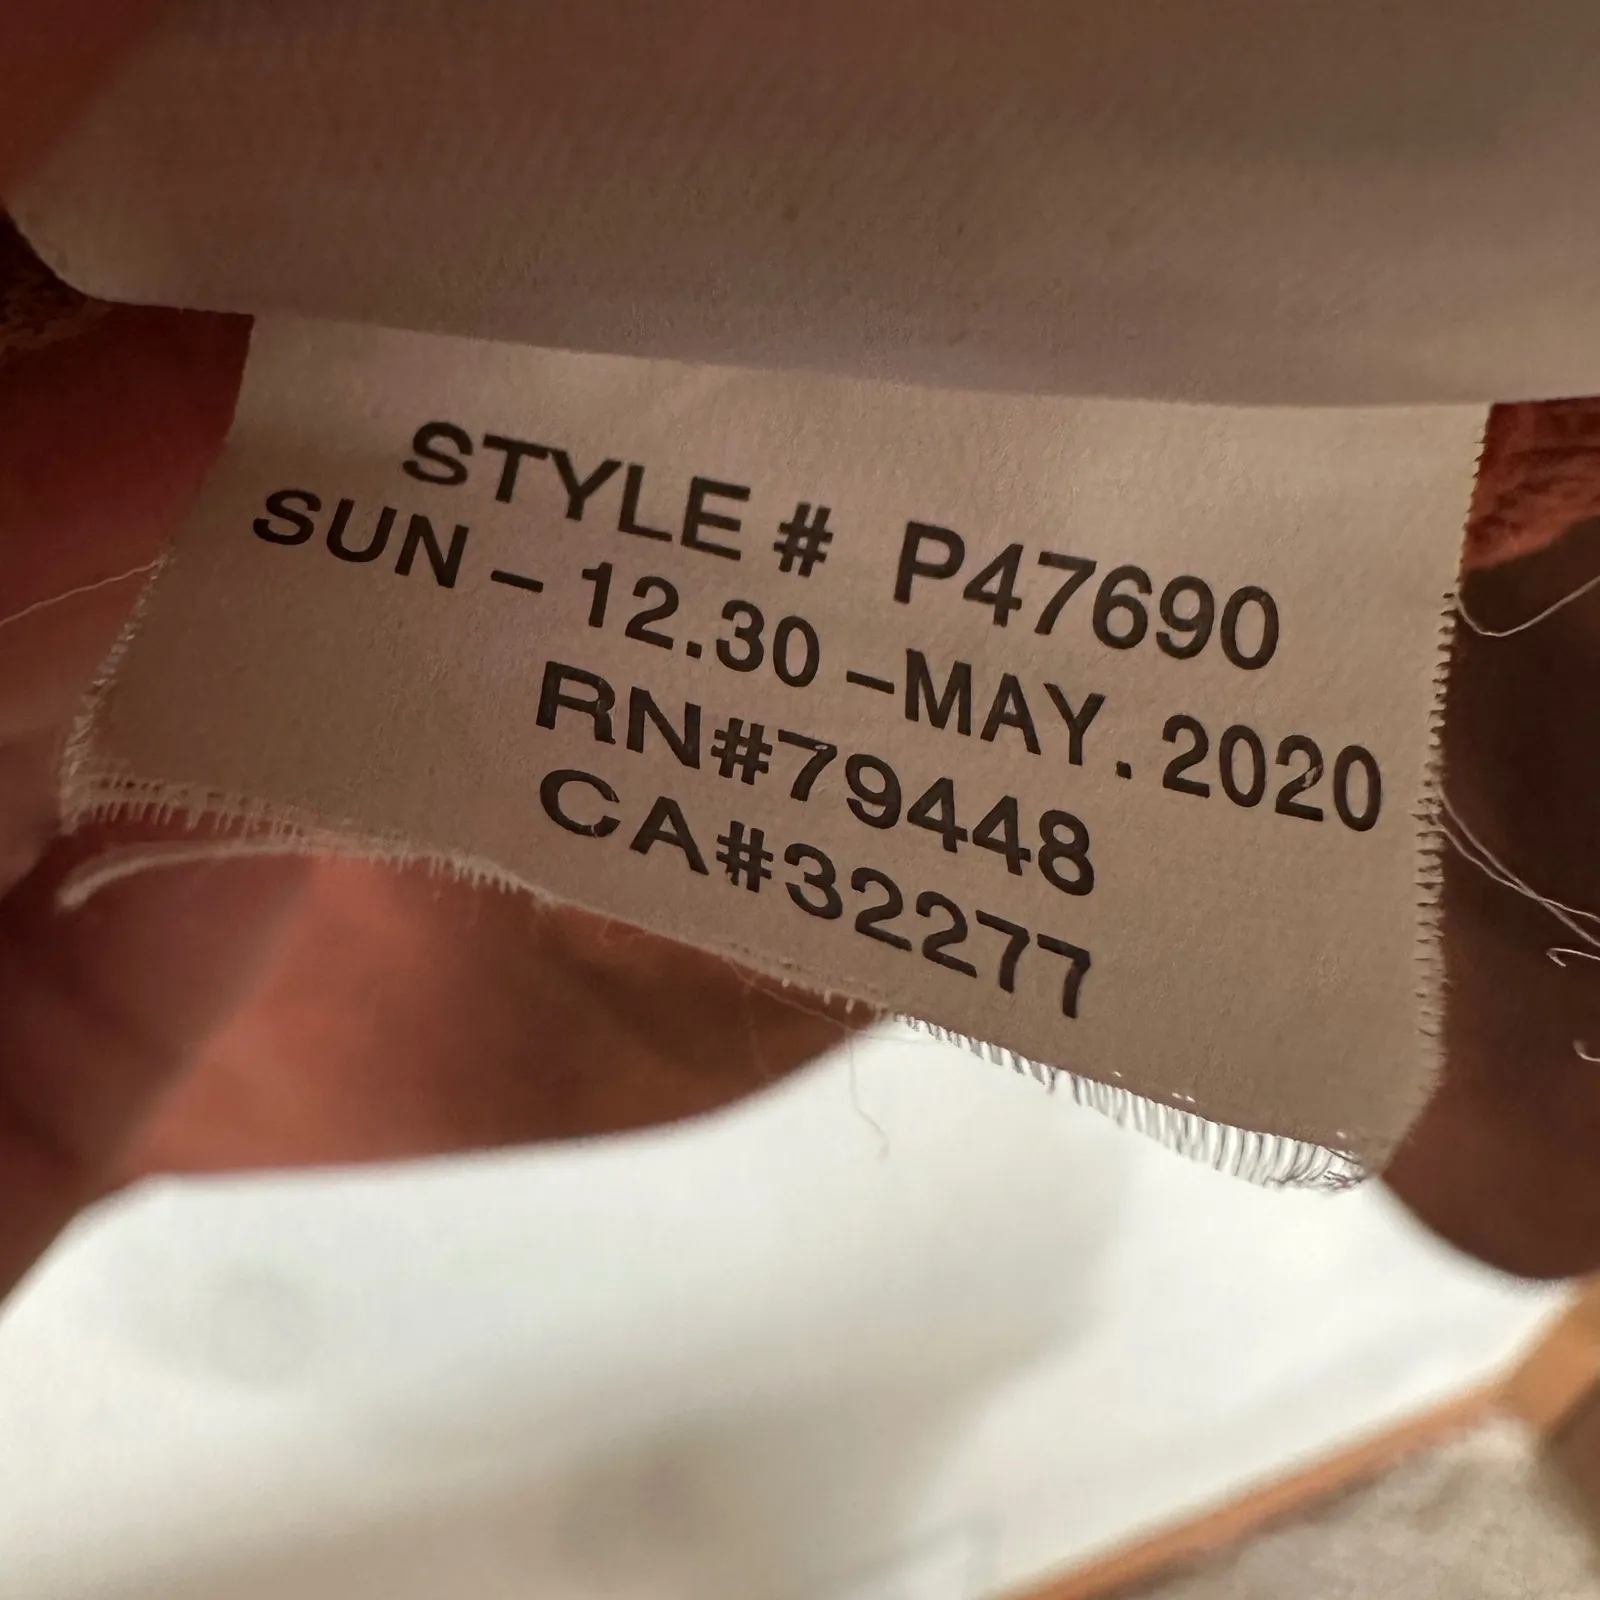 STYLE # P47690
SUN - 12.30 -MAY.2020
RN#79448
CA#32277